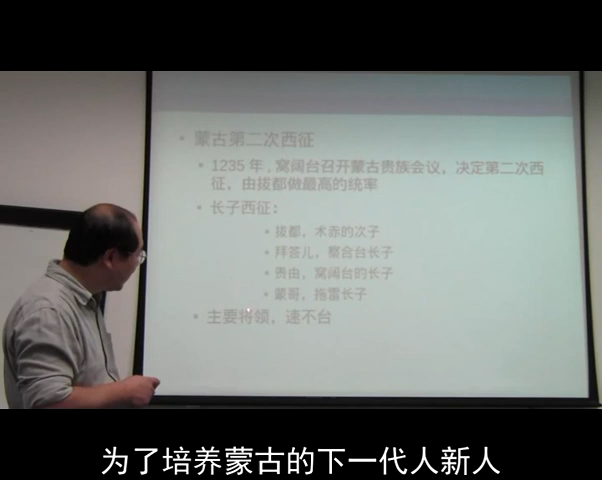 蒙古第二次西征
1235 年，窝阔台召开蒙古贵族会议，决定第二次西
征，由拔都做最高的统率
长子西征：
拔都，术赤的次子
拜答儿，察合台长子
贵由，窝阔台的长子
蒙哥，拖雷长子
主要将领，速不台
为了培养蒙古的下一代人新人